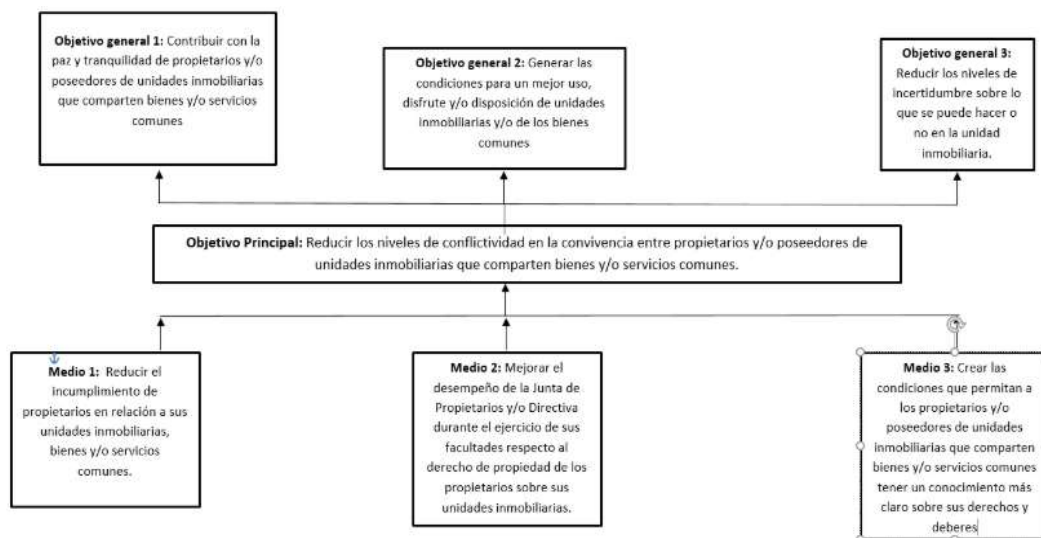 Objetivo general 1: Contribuir con la
paz y tranquilidad de propietarios y/o
poseedores de unidades inmobiliarias
que comparten bienes y/o servicios
comunes
Objetivo general 2: Generar las
condiciones para un mejor uso,
disfrute y/o disposición de unidades
inmobiliarias y/o de los bienes
comunes
Objetivo general 3:
Reducir los niveles de
incertidumbre sobre lo
que se puede hacer o
no en la unidad
inmobiliaria.
Objetivo Principal: Reducir los niveles de conflictividad en la convivencia entre propietarios y/o poseedores de
unidades inmobiliarias que comparten bienes y/o servicios comunes.
Medio 1: Reducir el
incumplimiento de
propietarios en relación a sus
unidades inmobiliarias,
bienes y/o servicios
comunes.
Medio 2: Mejorar el
desempeño de la Junta de
Propietarios y/o Directiva
durante el ejercicio de sus
facultades respecto al
derecho de propiedad de los
propietarios sobre sus
unidades inmobiliarias.
Medio 3: Crear las
condiciones que permitan a
los propietarios y/o
poseedores de unidades
inmobiliarias que comparten
bienes y/o servicios comunes
tener un conocimiento más
claro sobre sus derechos y
deberes